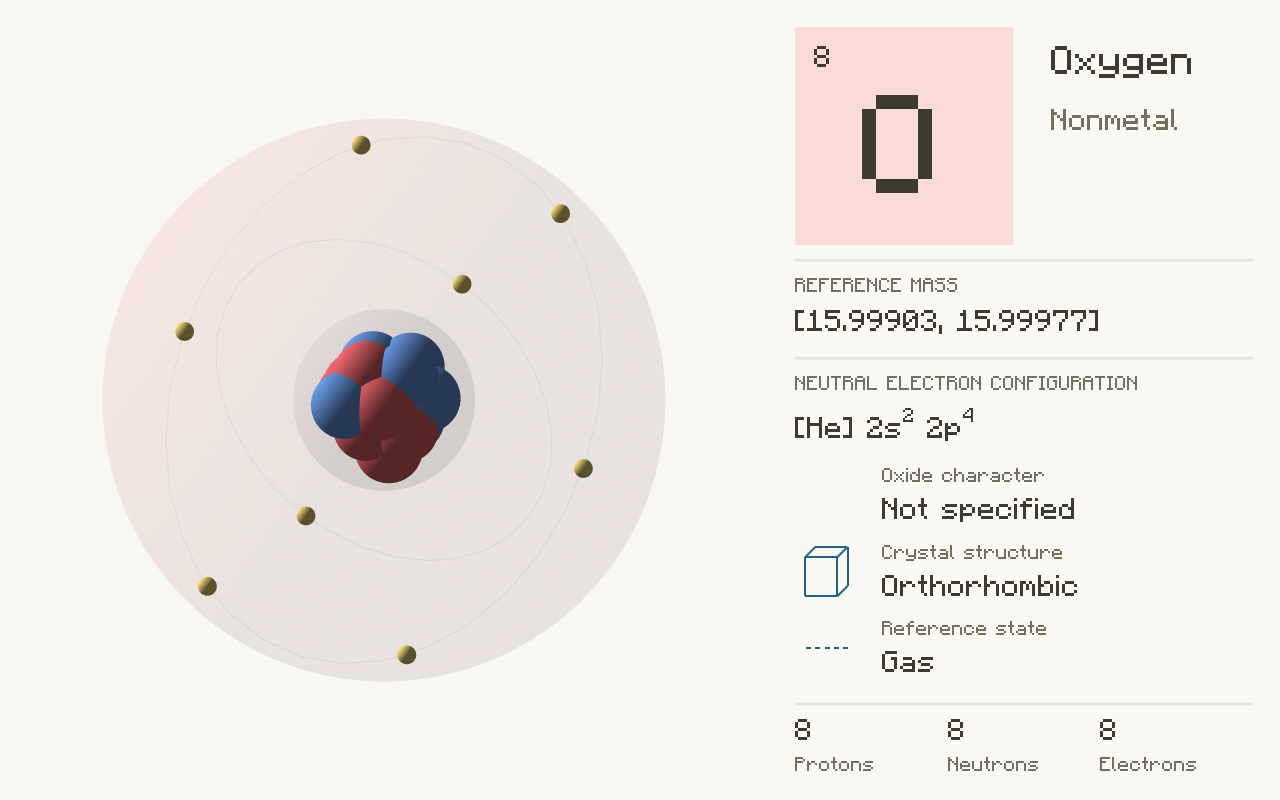 8
O
Oxygen
Nonmetal
REFERENCE MASS
[15.99903, 15.99977]
NEUTRAL ELECTRON CONFIGURATION
[He] 2s² 2p⁴
Oxide character
Not specified
Crystal structure
Orthorhombic
Reference state
Gas
8 8 8
Protons Neutrons Electrons